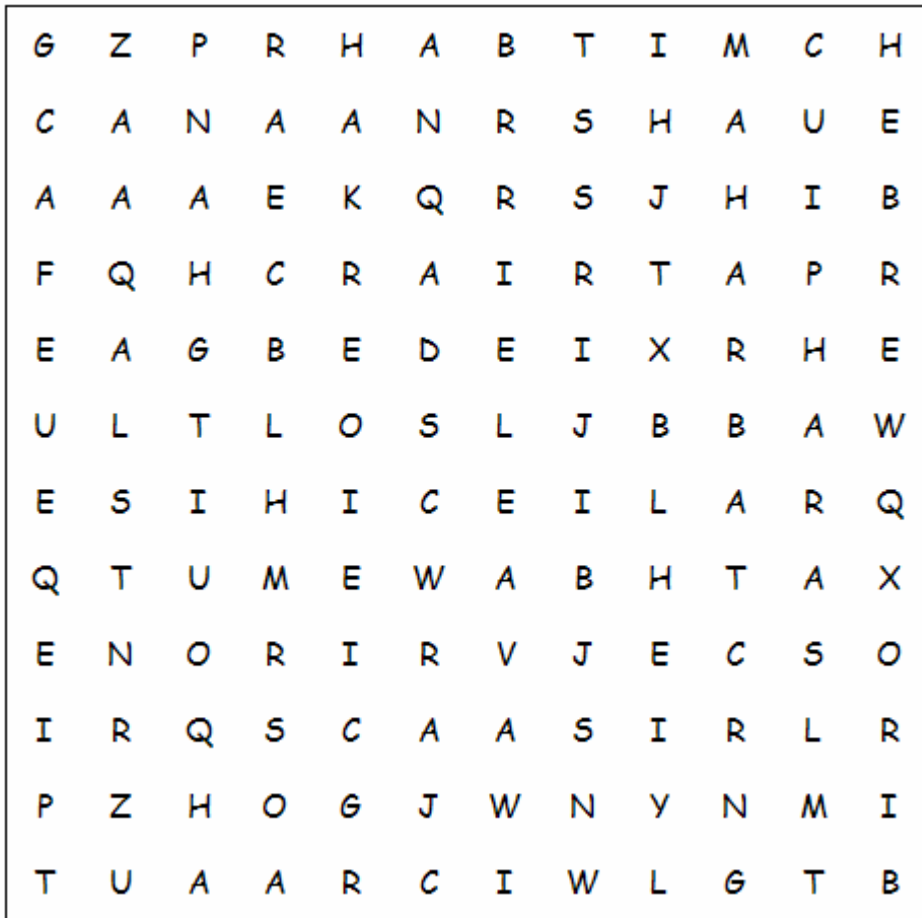 G Z P R H A B T I M C H
C A N A A N R S H A U E
A A A E K Q R S J H I B
F Q H C R A I R T A P R
E A G B E D E I X R H E
U L T L O S L J B B A W
E S I H I C E I L A R Q
Q T U M E W A B H T A X
E N O R I R V J E C S O
I R Q S C A A S I R L R
P Z H O G J W N Y N M I
T U A A R C I W L G T B